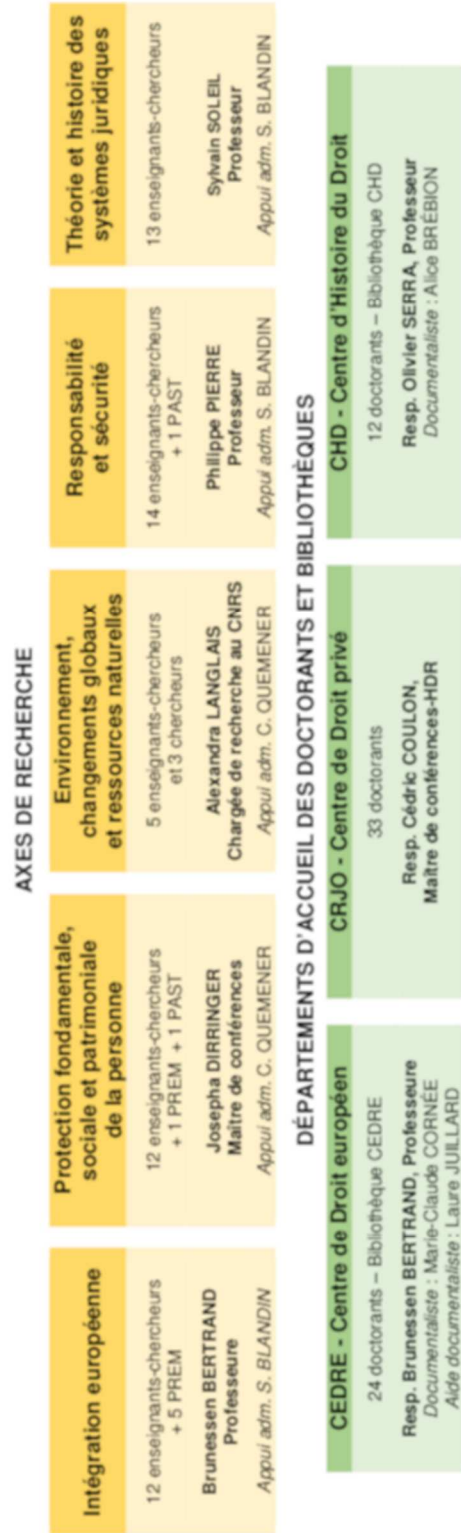 AXES DE RECHERCHE
Intégration européenne
12 enseignants-chercheurs
+ 5 PREM
Brunessen BERTRAND
Professeure
Appui adm. S. BLANDIN
Protection fondamentale,
sociale et patrimoniale
de la personne
12 enseignants-chercheurs
+ 1 PREM + 1 PAST
Josepha DIRRINGER
Maître de conférences
Appui adm. C. QUEMENER
Environnement,
changements globaux
et ressources naturelles
5 enseignants-chercheurs
et 3 chercheurs
Alexandra LANGLAIS
Chargée de recherche au CNRS
Appui adm. C. QUEMENER
Responsabilité
et sécurité
14 enseignants-chercheurs
+ 1 PAST
Philippe PIERRE
Professeur
Appui adm. S. BLANDIN
Théorie et histoire des
systèmes juridiques
13 enseignants-chercheurs
Sylvain SOLEIL
Professeur
Appui adm. S. BLANDIN
DÉPARTEMENTS D'ACCUEIL DES DOCTORANTS ET BIBLIOTHÈQUES
CEDRE - Centre de Droit européen
24 doctorants – Bibliothèque CEDRE
Resp. Brunessen BERTRAND, Professeure
Documentaliste : Marie-Claude CORNÉE
Aide documentaliste : Laure JUILLARD
CRJO - Centre de Droit privé
33 doctorants
Resp. Cédric COULON,
Maître de conférences-HDR
CHD - Centre d'Histoire du Droit
12 doctorants – Bibliothèque CHD
Resp. Olivier SERRA, Professeur
Documentaliste : Alice BRÉBION